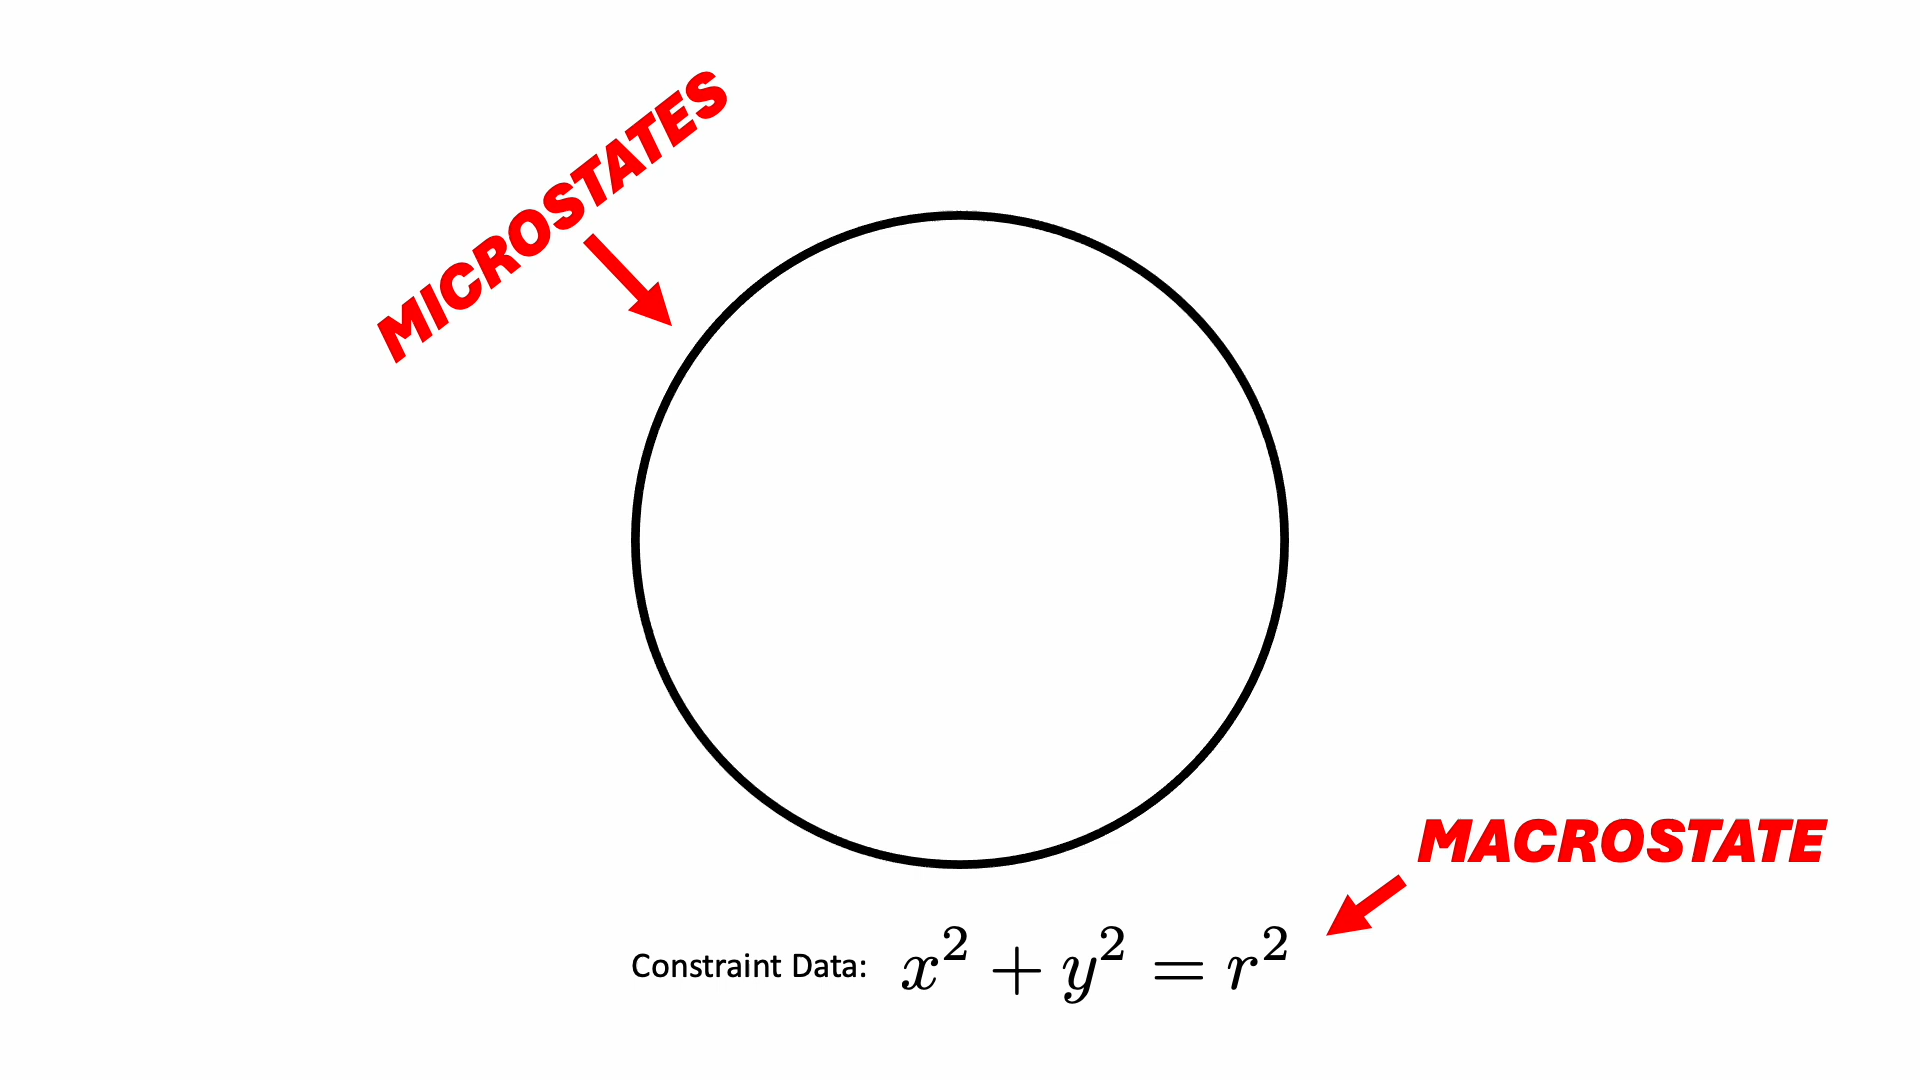 MICROSTATES
MACROSTATE
Constraint Data: x² + y² = r²